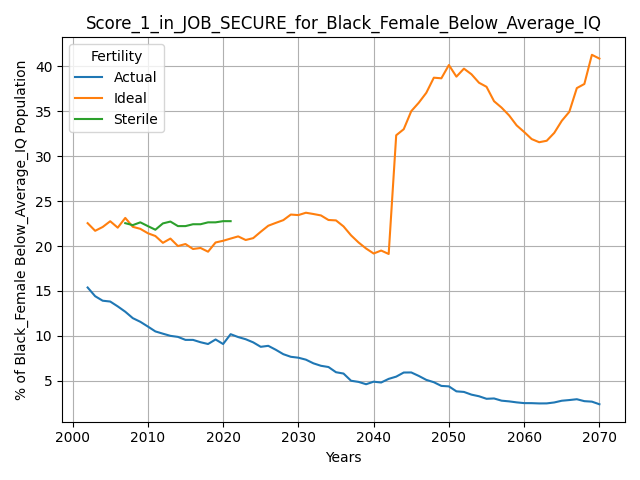 Score_1_in_JOB_SECURE_for_Black_Female_Below_Average_IQ
% of Black_Female Below_Average_IQ Population
Fertility
Actual
Ideal
Sterile
40
35
30
25
20
15
10
5
2000 2010 2020 2030 2040 2050 2060 2070
Years